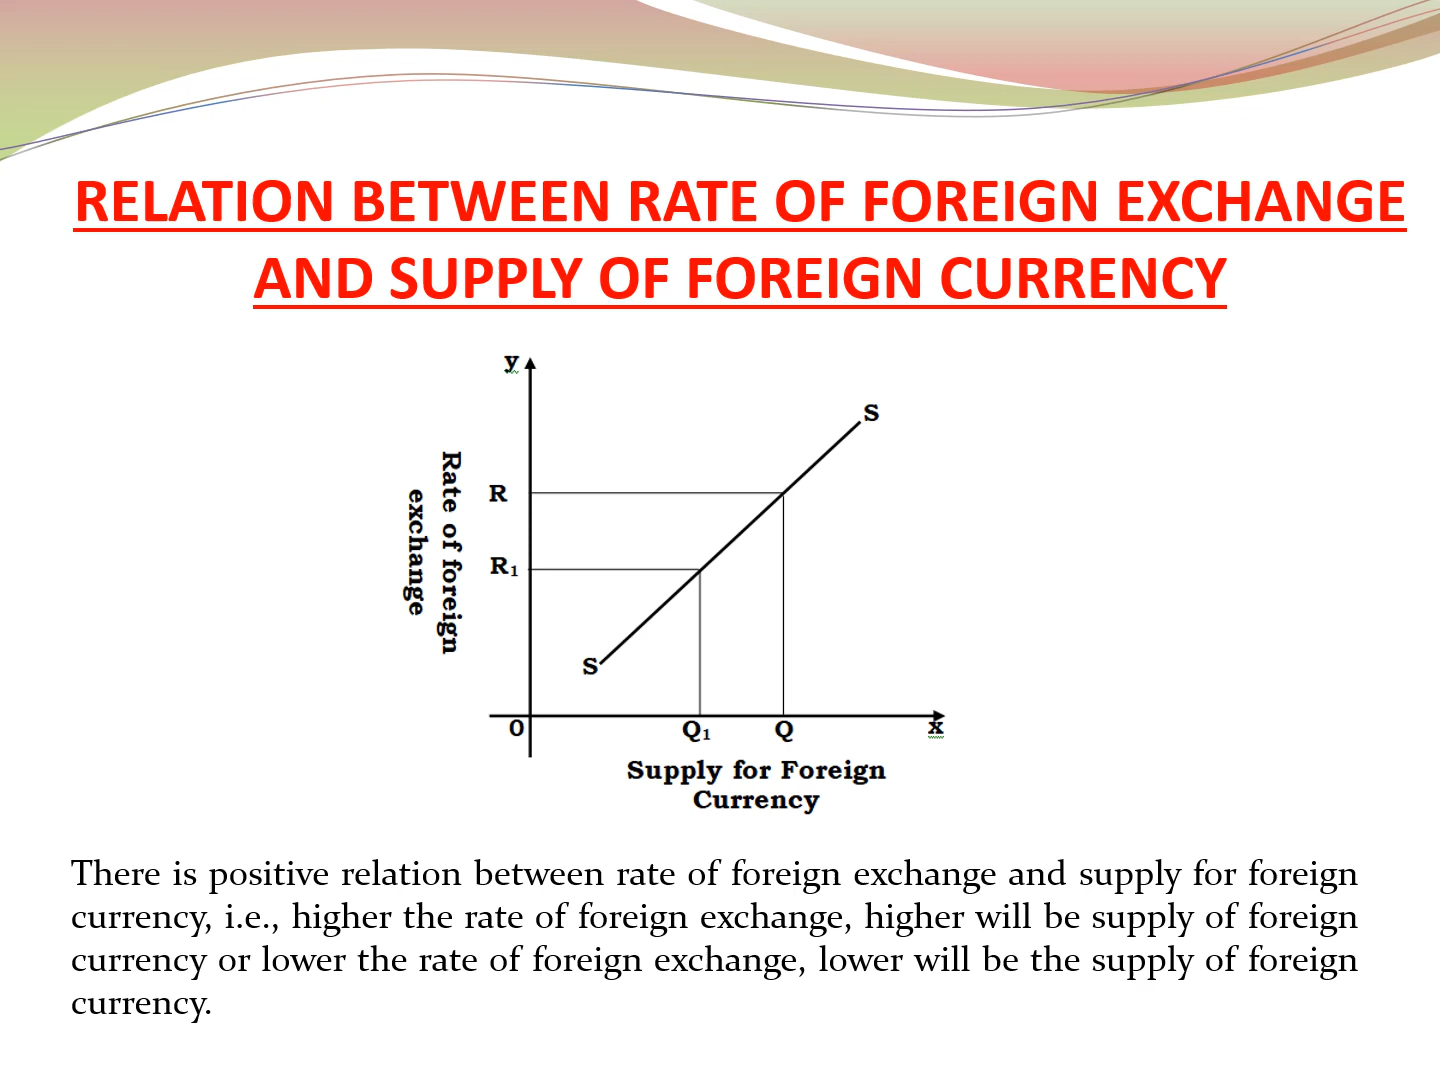 RELATION BETWEEN RATE OF FOREIGN EXCHANGE
AND SUPPLY OF FOREIGN CURRENCY
y
S
Rate of foreign
exchange
R
R₁
S
0
Q₁
Q
x
Supply for Foreign
Currency
There is positive relation between rate of foreign exchange and supply for foreign
currency, i.e., higher the rate of foreign exchange, higher will be supply of foreign
currency or lower the rate of foreign exchange, lower will be the supply of foreign
currency.